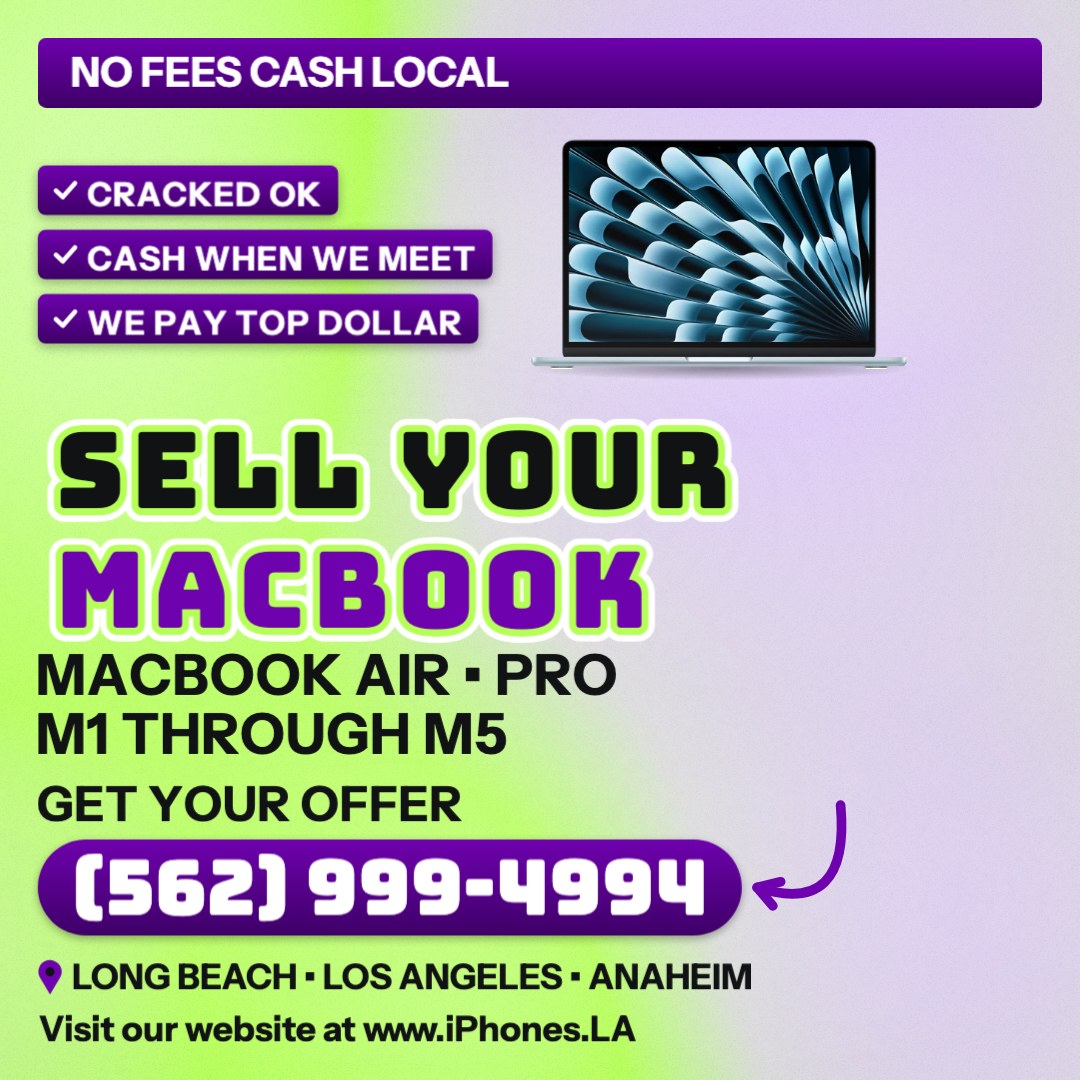 NO FEES CASH LOCAL
CRACKED OK
CASH WHEN WE MEET
WE PAY TOP DOLLAR
SELL YOUR
MACBOOK
MACBOOK AIR ▪ PRO
M1 THROUGH M5
GET YOUR OFFER
(562) 999-4994
LONG BEACH ▪ LOS ANGELES ▪ ANAHEIM
Visit our website at www.iPhones.LA